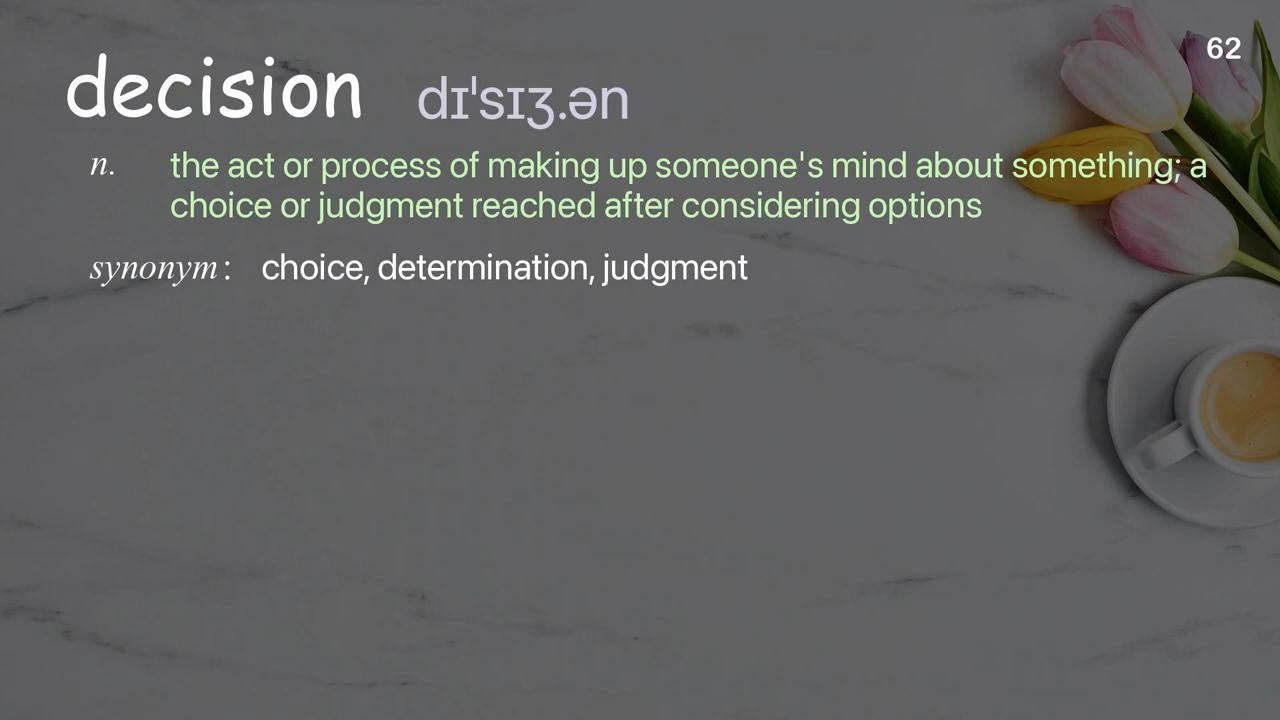 62
decision dɪˈsɪʒ.ən
n. the act or process of making up someone's mind about something; a
choice or judgment reached after considering options
synonym: choice, determination, judgment